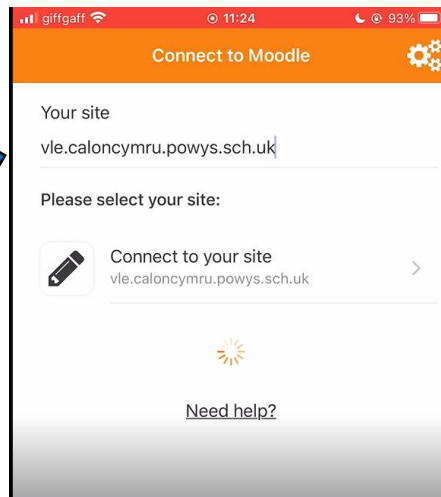 giffgaff 11:24 93%
Connect to Moodle
Your site
vle.caloncymru.powys.sch.uk
Please select your site:
Connect to your site
vle.caloncymru.powys.sch.uk
Need help?